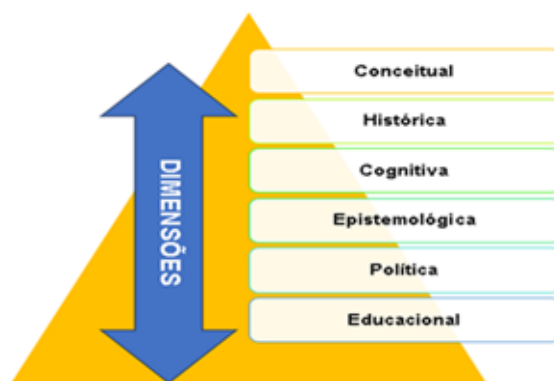 DIMENSÕES
Conceitual
Histórica
Cognitiva
Epistemológica
Política
Educacional